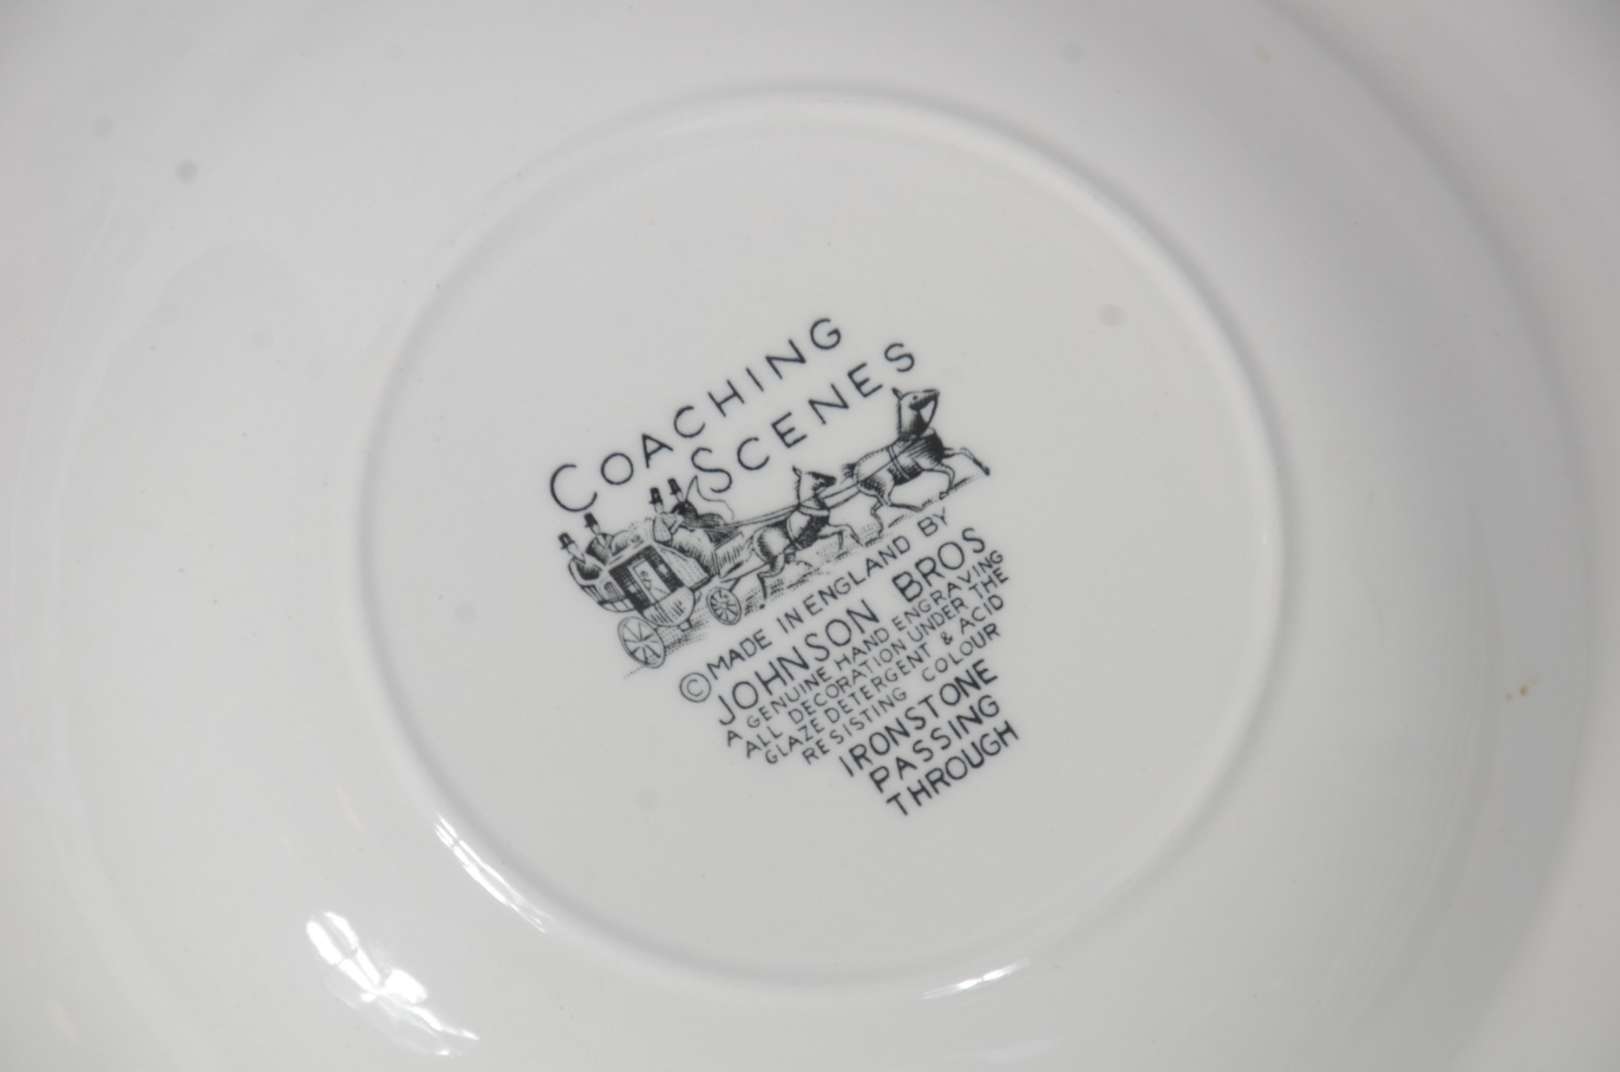 COACHING
SCENES
© MADE IN ENGLAND BY
JOHNSON BROS
A GENUINE HAND ENGRAVING
ALL DECORATION UNDER THE
GLAZE DETERGENT & ACID
RESISTING COLOUR
IRONSTONE
PASSING
THROUGH